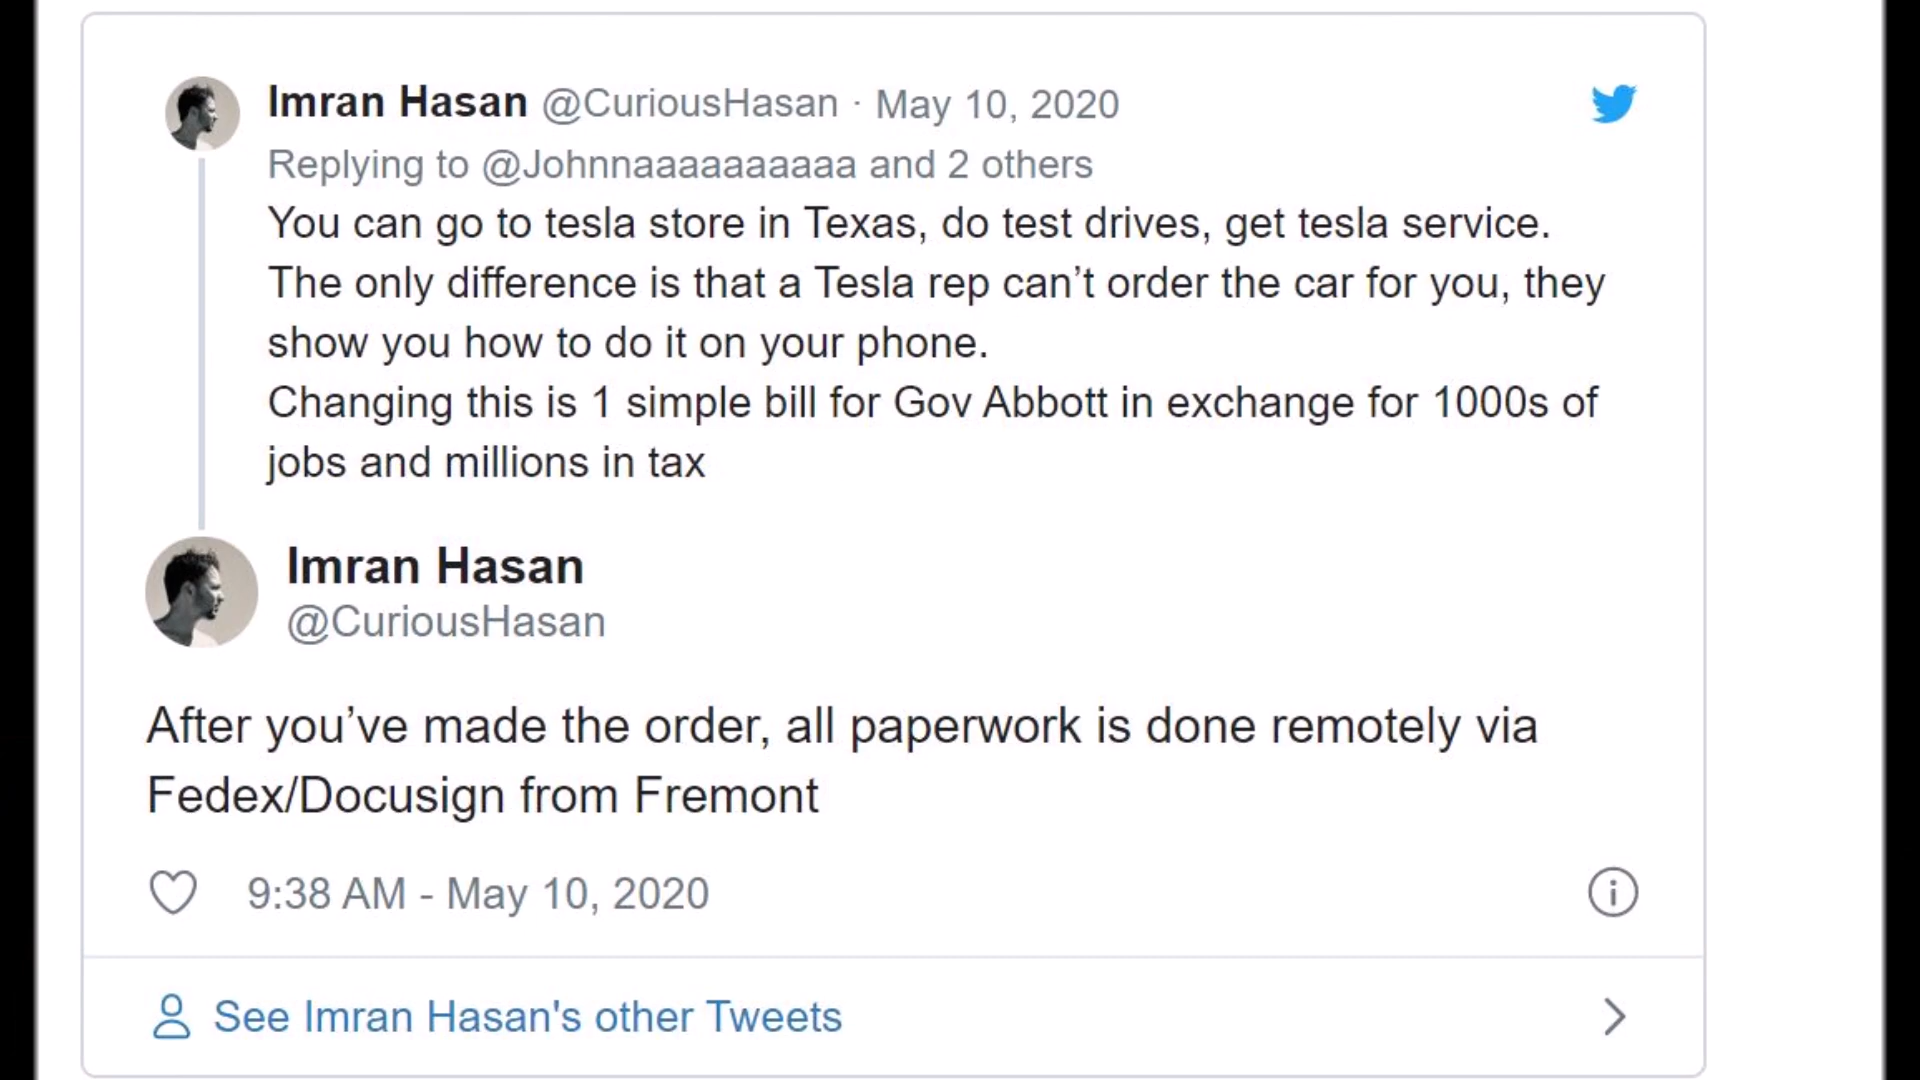 Imran Hasan @CuriousHasan · May 10, 2020
Replying to @Johnnaaaaaaaaaa and 2 others
You can go to tesla store in Texas, do test drives, get tesla service.
The only difference is that a Tesla rep can’t order the car for you, they
show you how to do it on your phone.
Changing this is 1 simple bill for Gov Abbott in exchange for 1000s of
jobs and millions in tax
Imran Hasan
@CuriousHasan
After you’ve made the order, all paperwork is done remotely via
Fedex/Docusign from Fremont
9:38 AM - May 10, 2020
See Imran Hasan's other Tweets